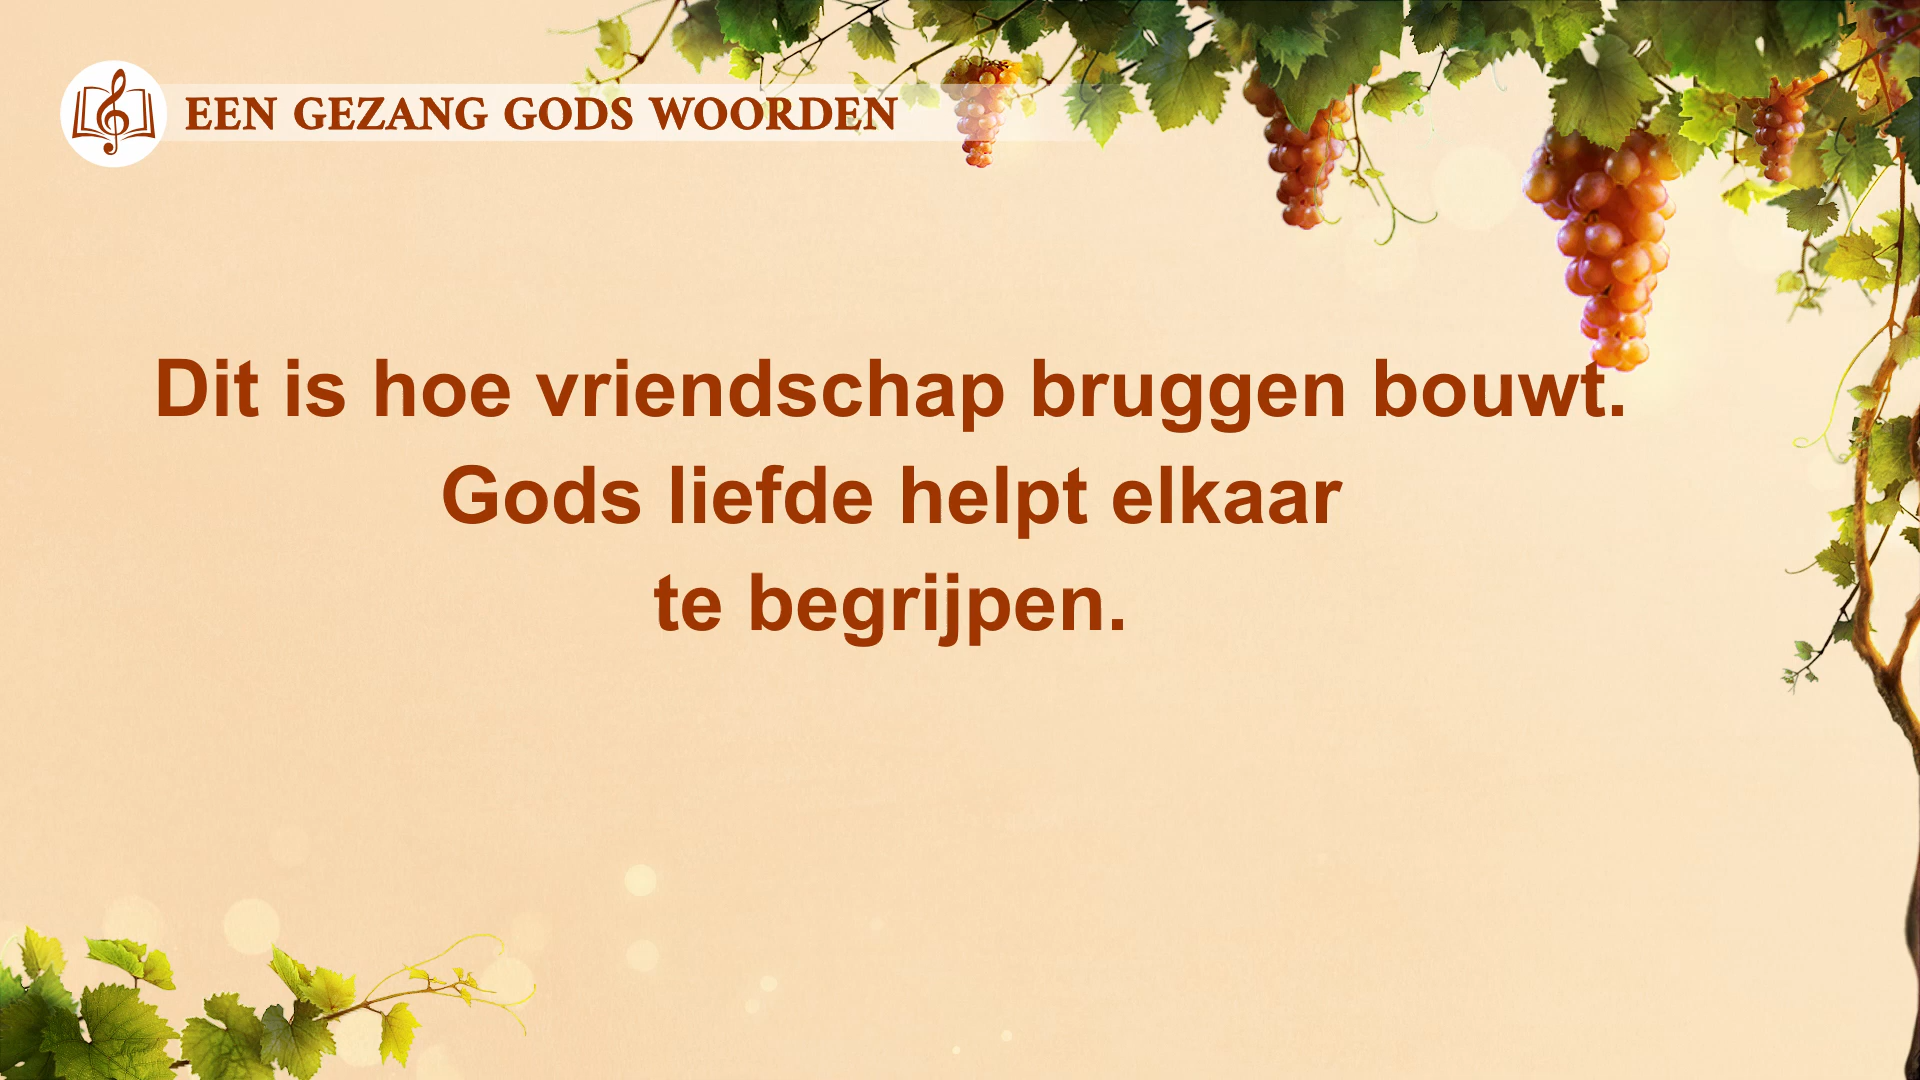 EEN GEZANG GODS WOORDEN
Dit is hoe vriendschap bruggen bouwt.
Gods liefde helpt elkaar
te begrijpen.